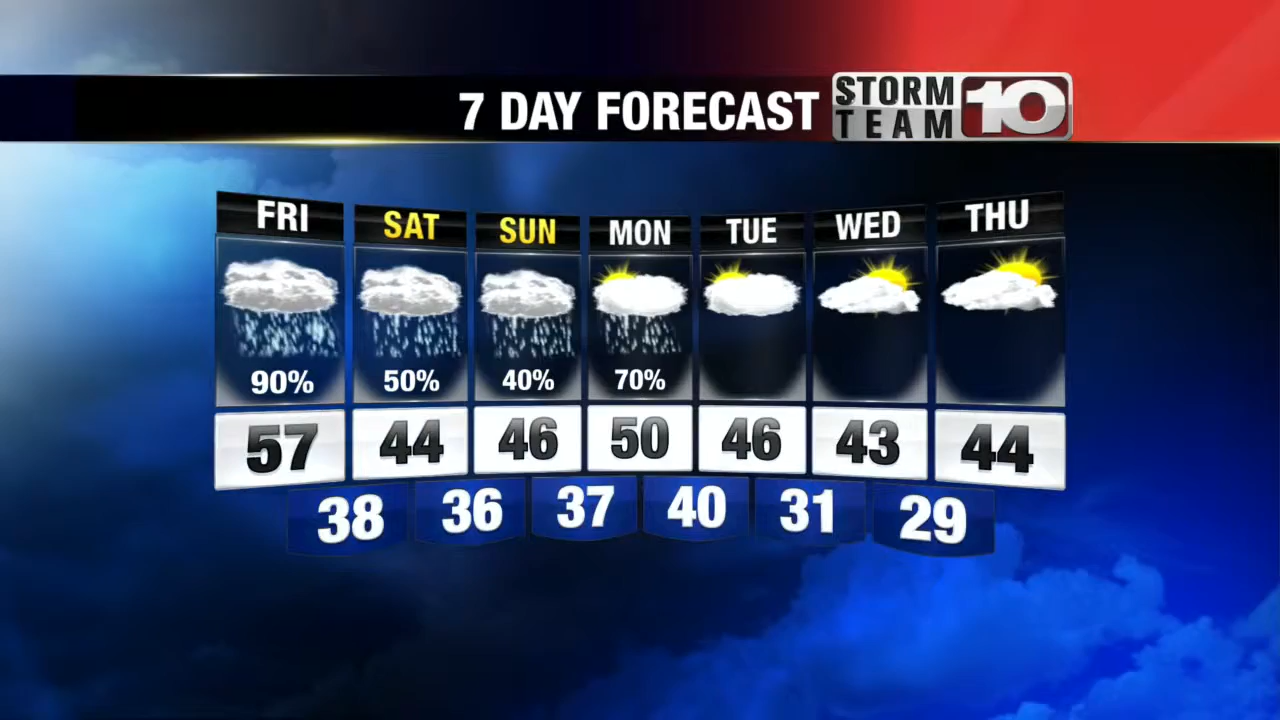 7 DAY FORECAST
STORM TEAM 10
FRI SAT SUN MON TUE WED THU
90% 50% 40% 70%
57 44 46 50 46 43 44
38 36 37 40 31 29